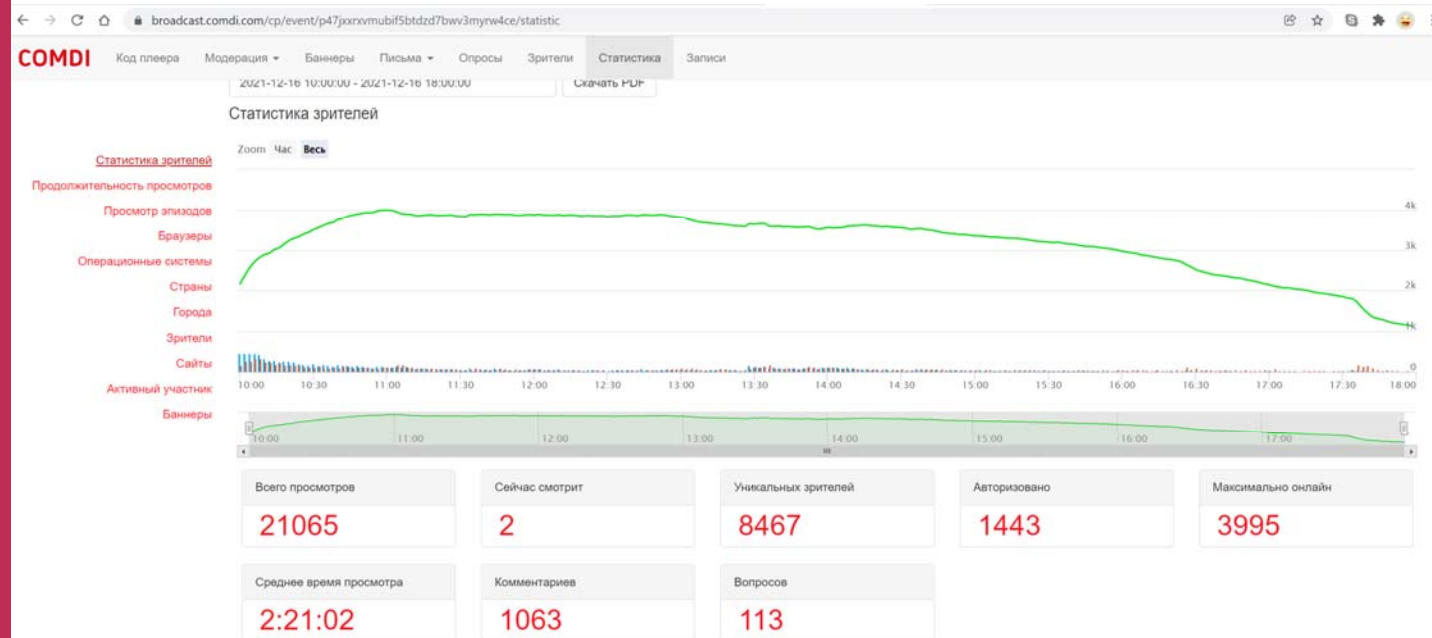 broadcast.comdi.com/cp/event/p47jxxrxvmubif5btdzd7bwv3myrw4ce/statistic
COMDI Код плеера Модерация Баннеры Письма Опросы Зрители Статистика Записи
2021-12-16 10:00:00 - 2021-12-16 18:00:00 Скачать PDF
Статистика зрителей
Zoom Час Весь
Статистика зрителей
Продолжительность просмотров
Просмотр эпизодов
Браузеры
Операционные системы
Страны
Города
Зрители
Сайты
Активный участник
Баннеры
4k
3k
2k
1k
0
10:00 10:30 11:00 11:30 12:00 12:30 13:00 13:30 14:00 14:30 15:00 15:30 16:00 16:30 17:00 17:30 18:00
10:00 11:00 12:00 13:00 14:00 15:00 16:00 17:00
Всего просмотров Сейчас смотрит Уникальных зрителей Авторизовано Максимально онлайн
21065 2 8467 1443 3995
Среднее время просмотра Комментариев Вопросов
2:21:02 1063 113